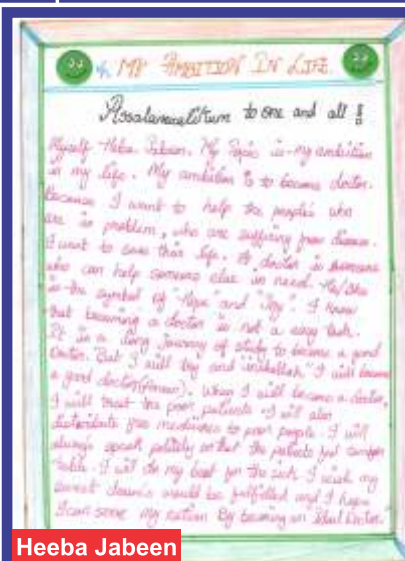 MY AMBITION IN LIFE
Assalamualikum to one and all !
Myself Heba Jabeen. My Topic is my ambition
in my life. My ambition is to become doctor.
Because I want to help the people's who
are in problem, who are suffering from disease.
I want to save their life. A doctor is someone
who can help someone else in need. He/She
is the symbol of "Hope" and "Joy". I know
that becoming a doctor is not a easy task.
It is a long journey of study to become a good
doctor. But I will try and "inshallah" I will become
a good doctor. When I will become a doctor,
I will treat the poor patients. I will also
distribute free medicines to poor people. I will
always speak politely so that the patients feel
I will do my best for the sick. I wish my
sweet dreams would be fulfilled and I hope
I can serve my nation By becoming an Ideal Doctor."
Heeba Jabeen